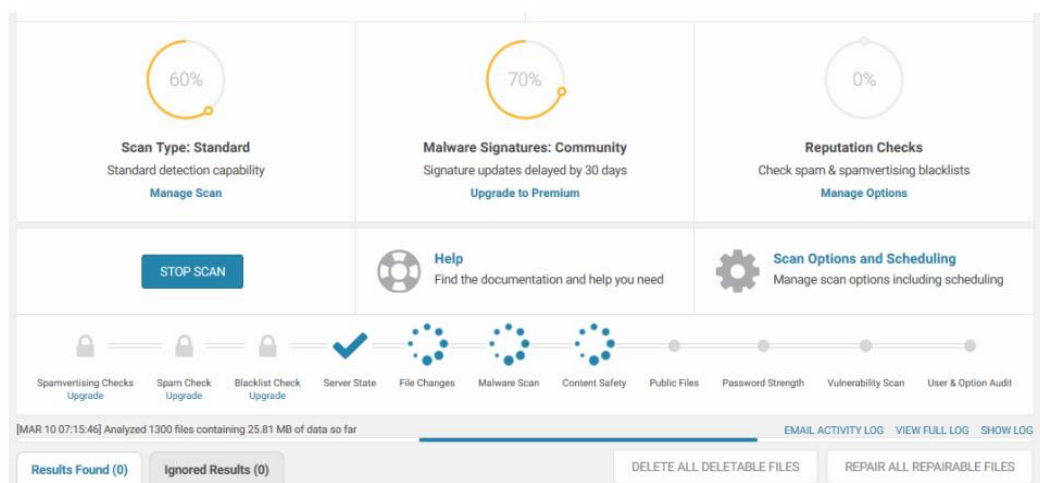 60%
70%
0%
Scan Type: Standard
Standard detection capability
Manage Scan
Malware Signatures: Community
Signature updates delayed by 30 days
Upgrade to Premium
Reputation Checks
Check spam & spamvertising blacklists
Manage Options
STOP SCAN
Help
Find the documentation and help you need
Scan Options and Scheduling
Manage scan options including scheduling
Spamvertising Checks
Upgrade
Spam Check
Upgrade
Blacklist Check
Upgrade
Server State
File Changes
Malware Scan
Content Safety
Public Files
Password Strength
Vulnerability Scan
User & Option Audit
[MAR 10 07:15:46] Analyzed 1300 files containing 25.81 MB of data so far
EMAIL ACTIVITY LOG
VIEW FULL LOG
SHOW LOG
Results Found (0)
Ignored Results (0)
DELETE ALL DELETABLE FILES
REPAIR ALL REPAIRABLE FILES